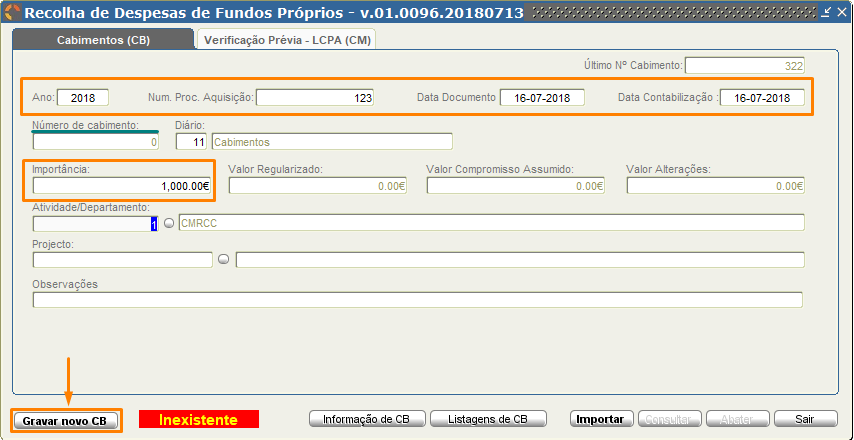 Recolha de Despesas de Fundos Próprios - v.01.0096.20180713
Cabimentos (CB) Verificação Prévia - LCPA (CM)
Último Nº Cabimento: 322
Ano: 2018 Num. Proc. Aquisição: 123 Data Documento 16-07-2018 Data Contabilização : 16-07-2018
Número de cabimento: Diário:
0 11 Cabimentos
Importância: Valor Regularizado: Valor Compromisso Assumido: Valor Alterações:
1,000.00€ 0.00€ 0.00€ 0.00€
Atividade/Departamento:
1 CMRCC
Projecto:
Observações
Gravar novo CB Inexistente Informação de CB Listagens de CB Importar Consultar Abater Sair